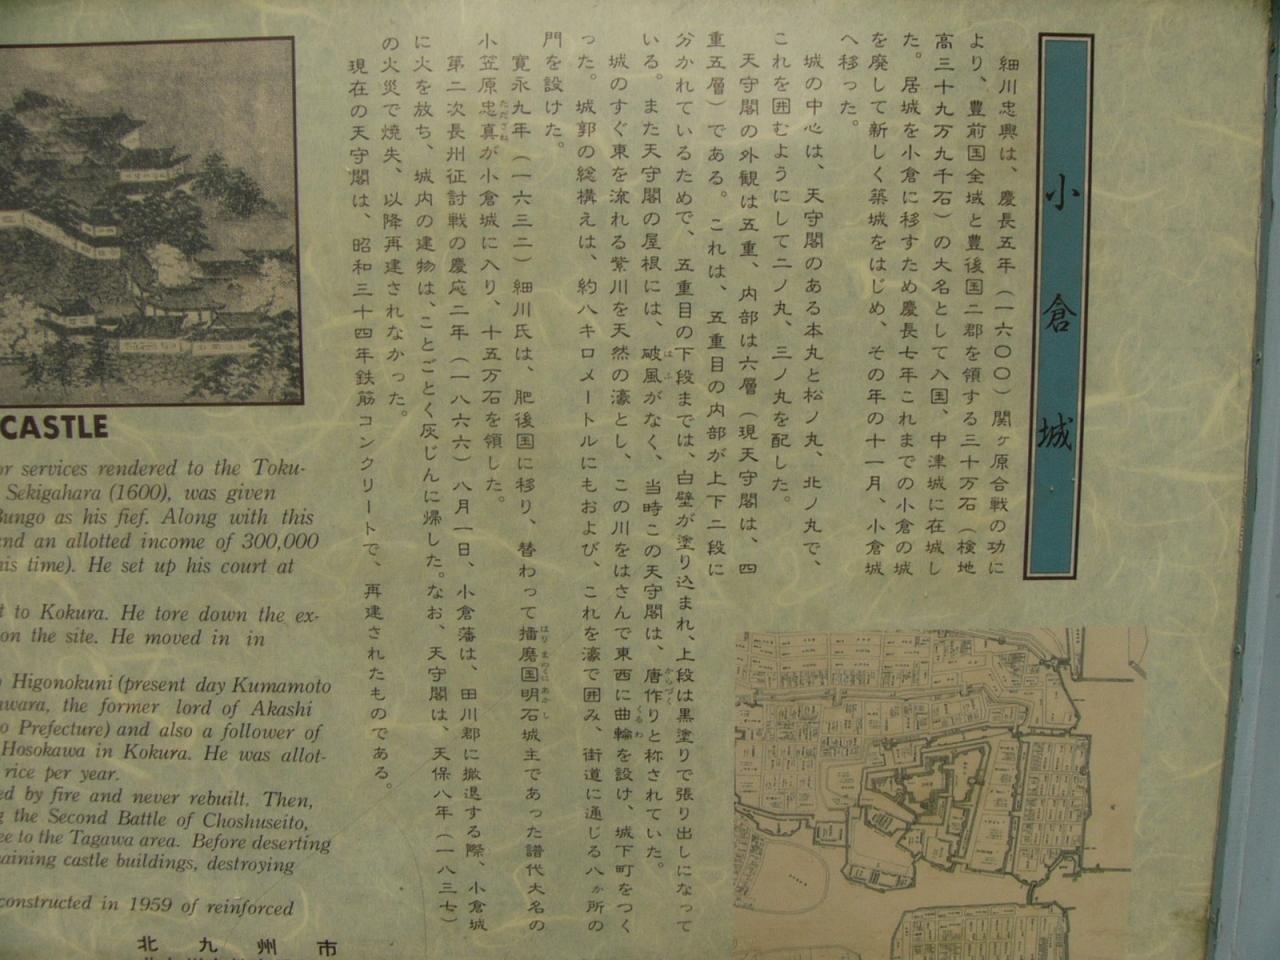 小倉城
細川忠興は、慶長五年（一六〇〇）関ヶ原合戦の功に
より、豊前国全域と豊後国二郡を領する三十万石（検地
高三十九万九千石）の大名として入国、中津城に在城し
た。居城を小倉に移すため慶長七年これまでの小倉の城
を廃して新しく築城をはじめ、その年の十一月、小倉城
へ移った。
城の中心は、天守閣のある本丸と松ノ丸、北ノ丸で、
これを囲むようにして二ノ丸、三ノ丸を配した。
天守閣の外観は五重、内部は六層（現天守閣は、四
重五層）である。これは、五重目の内部が上下二段に
分かれているためで、五重目の下段までは、白壁が塗り込まれ、上段は黒塗りで張り出しになって
いる。また天守閣の屋根には、破風がなく、当時この天守閣は、唐作りと称されていた。
城のすぐ東を流れる紫川を天然の濠とし、この川をはさんで東西に曲輪を設け、城下町をつく
った。城郭の総構えは、約八キロメートルにもおよび、これを濠で囲み、街道に通じる八ヶ所の
門を設けた。
寛永九年（一六三二）細川氏は、肥後国に移り、替わって播磨国明石城主であった譜代大名の
小笠原忠真が小倉城に入り、十五万石を領した。
第二次長州征討戦の慶応二年（一八六六）八月一日、小倉藩は、田川郡に撤退する際、小倉城
に火を放ち、城内の建物は、ことごとく灰じんに帰した。なお、天守閣は、天保八年（一八三七）
の火災で焼失、以降再建されなかった。
現在の天守閣は、昭和三十四年鉄筋コンクリートで、再建されたものである。
CASTLE
or services rendered to the Toku-
Sekigahara (1600), was given
Bungo as his fief. Along with this
and an allotted income of 300,000
his time). He set up his court at
t to Kokura. He tore down the ex-
on the site. He moved in in
Higonokuni (present day Kumamoto
awara, the former lord of Akashi
o Prefecture) and also a follower of
Hosokawa in Kokura. He was allot-
rice per year.
ed by fire and never rebuilt. Then,
g the Second Battle of Choshuseito,
ee to the Tagawa area. Before deserting
aining castle buildings, destroying
constructed in 1959 of reinforced
北九州市